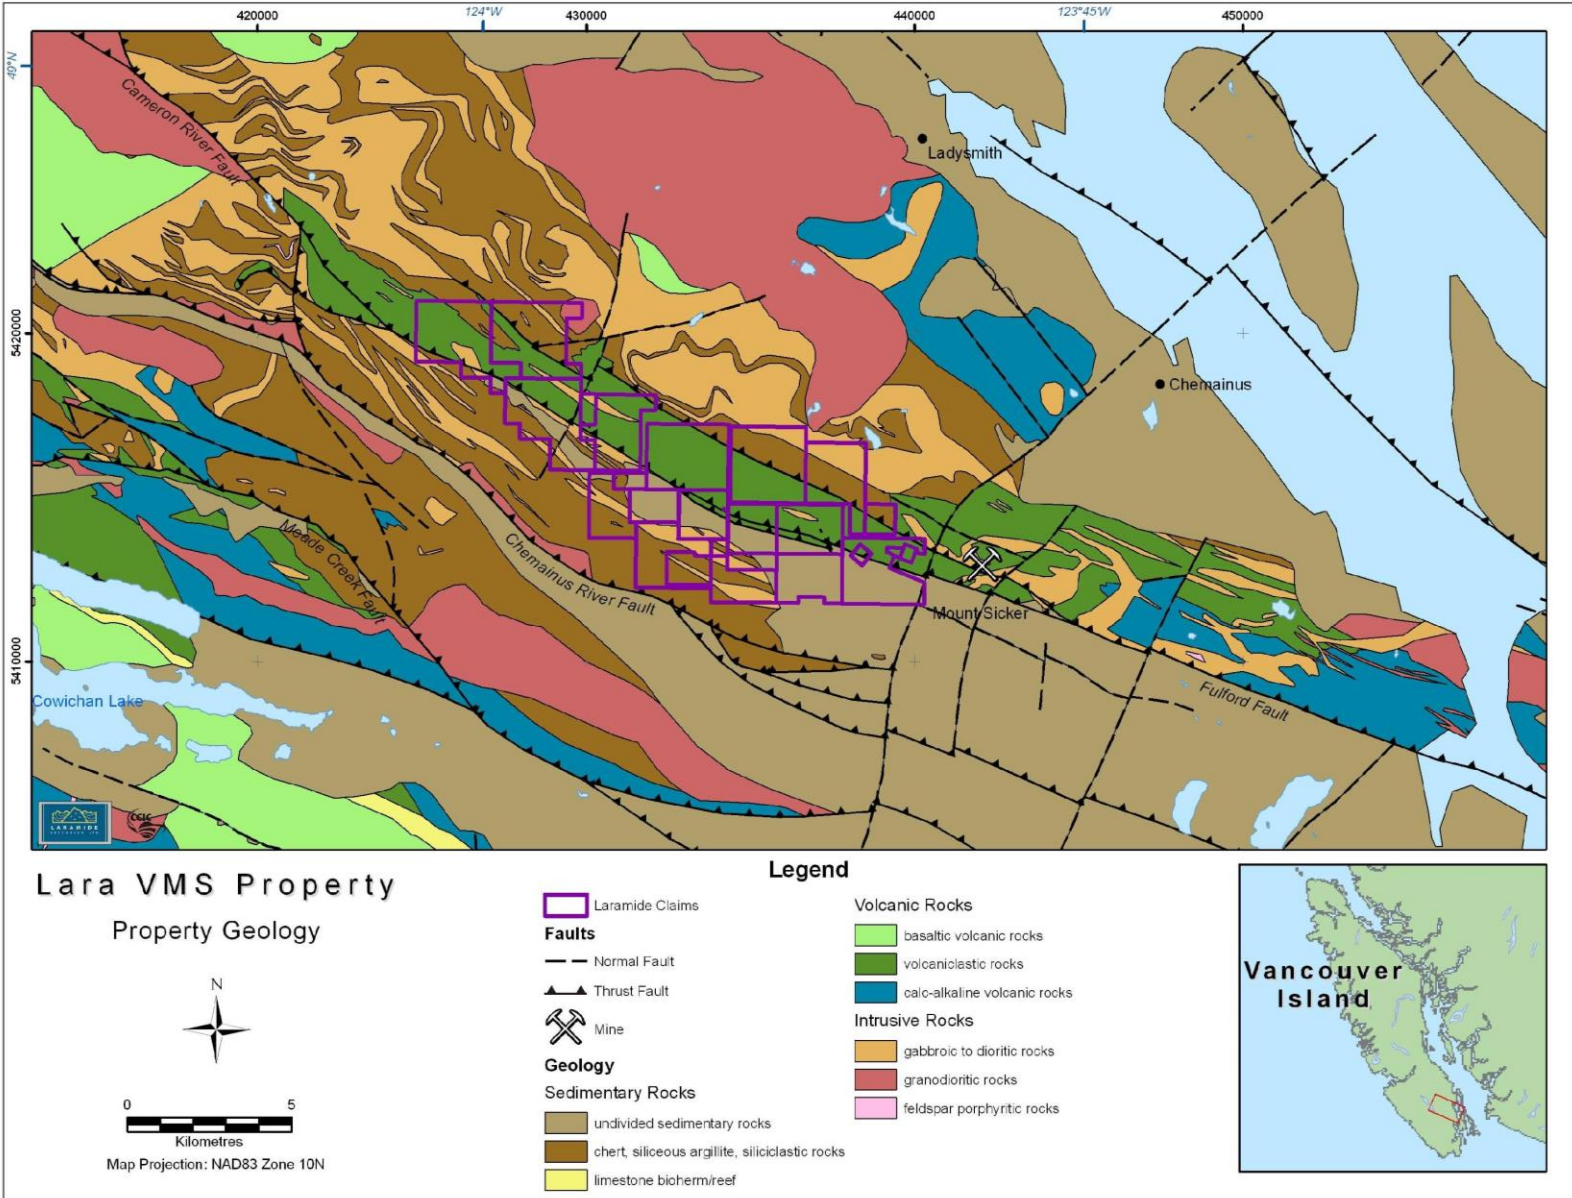 420000
124°W
430000
440000
123°45'W
450000
49°N
5420000
5410000
Cameron River Fault
Ladysmith
Chemainus
Meade Creek Fault
Chemainus River Fault
Mount Sicker
Fulford Fault
Cowichan Lake
LARAMIDE
CGIC
Lara VMS Property
Property Geology
N
0 5
Kilometres
Map Projection: NAD83 Zone 10N
Legend
Laramide Claims
Faults
Normal Fault
Thrust Fault
Mine
Geology
Sedimentary Rocks
undivided sedimentary rocks
chert, siliceous argillite, siliciclastic rocks
limestone bioherm/reef
Volcanic Rocks
basaltic volcanic rocks
volcaniclastic rocks
calc-alkaline volcanic rocks
Intrusive Rocks
gabbroic to dioritic rocks
granodioritic rocks
feldspar porphyritic rocks
Vancouver
Island